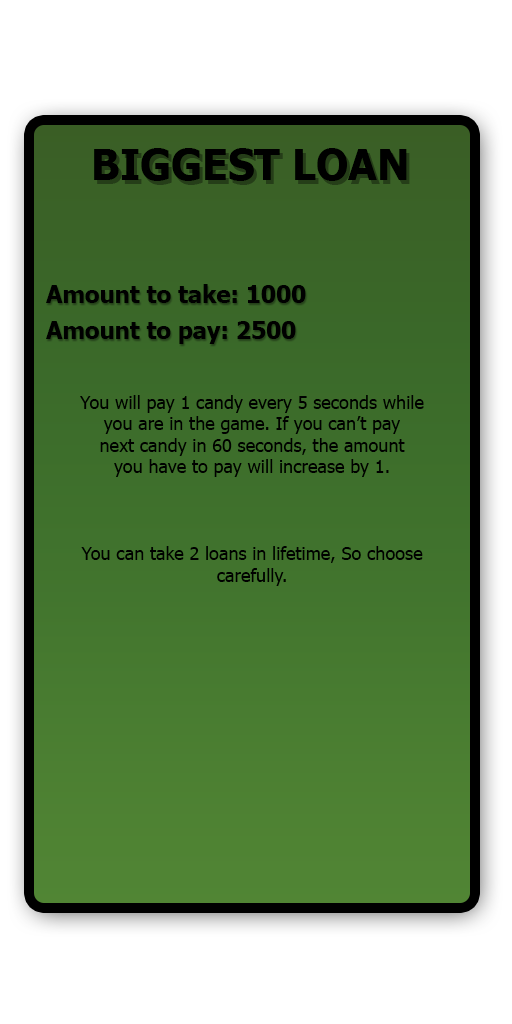 BIGGEST LOAN
Amount to take: 1000
Amount to pay: 2500
You will pay 1 candy every 5 seconds while
you are in the game. If you can’t pay
next candy in 60 seconds, the amount
you have to pay will increase by 1.
You can take 2 loans in lifetime, So choose
carefully.